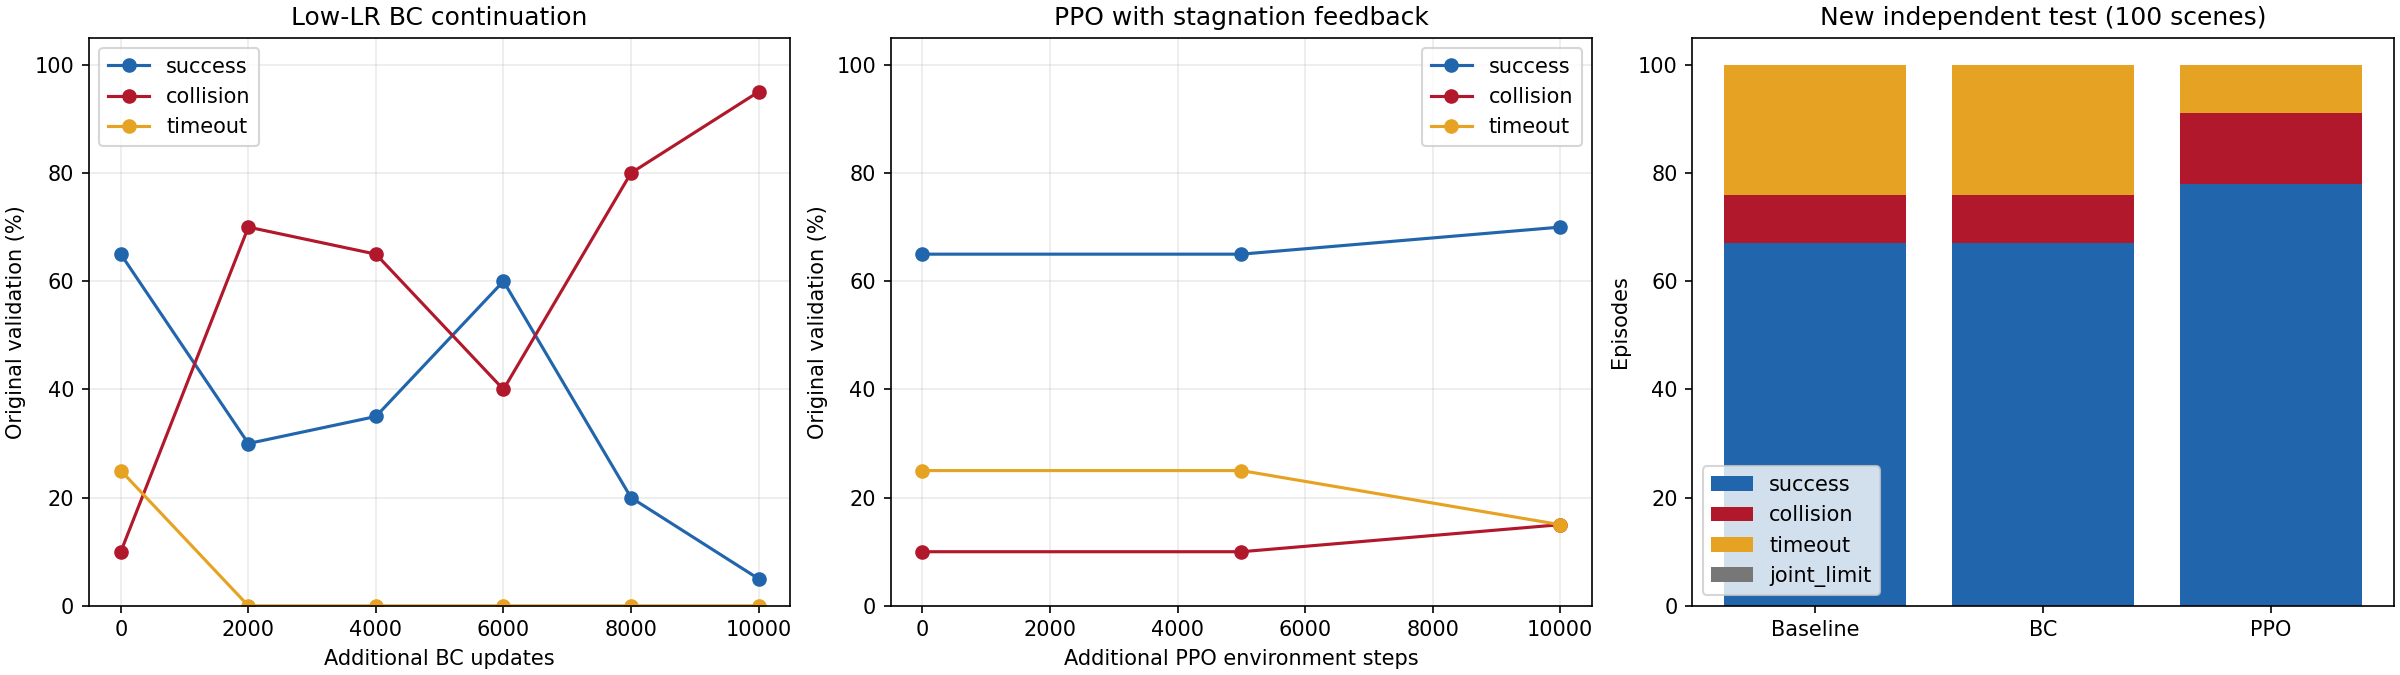 Low-LR BC continuation
success
collision
timeout
Original validation (%)
100
80
60
40
20
0
0 2000 4000 6000 8000 10000
Additional BC updates
PPO with stagnation feedback
success
collision
timeout
Original validation (%)
100
80
60
40
20
0
0 2000 4000 6000 8000 10000
Additional PPO environment steps
New independent test (100 scenes)
Episodes
100
80
60
40
20
0
success
collision
timeout
joint_limit
Baseline BC PPO